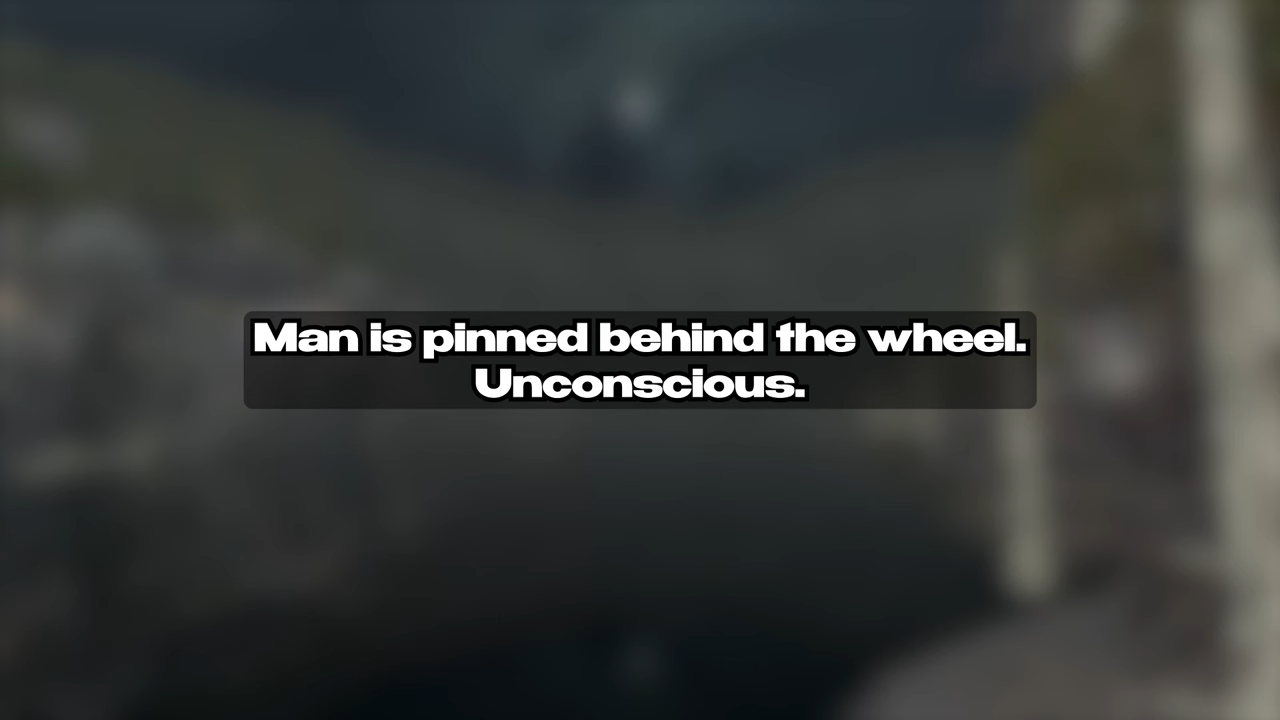 Man is pinned behind the wheel.
Unconscious.